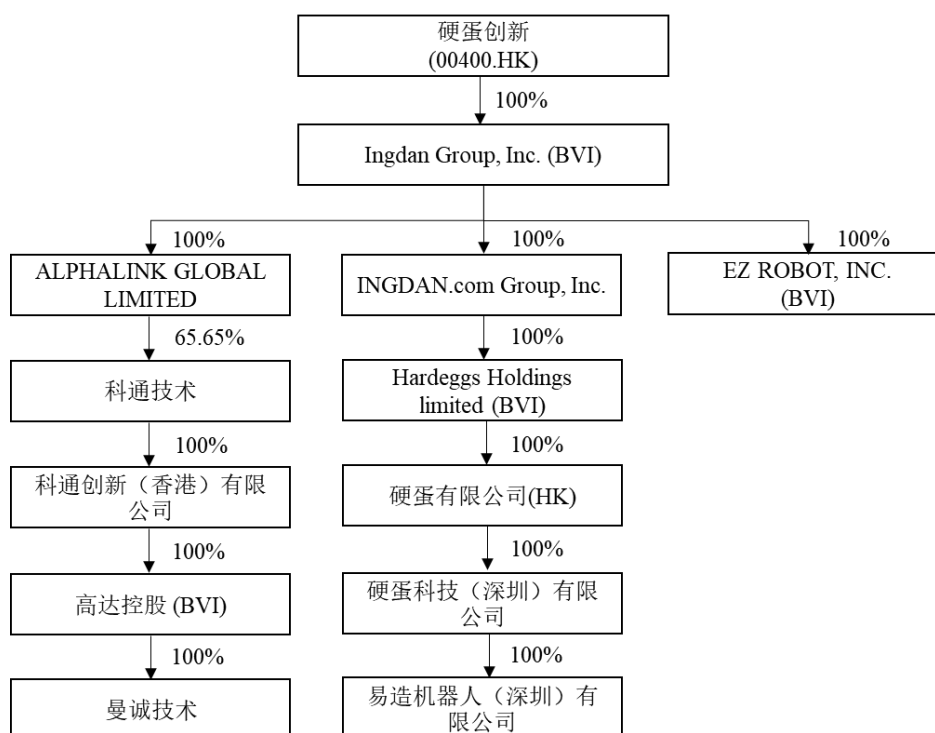 硬蛋创新
(00400.HK)
100%
Ingdan Group, Inc. (BVI)
100%
100%
100%
ALPHALINK GLOBAL
LIMITED
INGDAN.com Group, Inc.
EZ ROBOT, INC.
(BVI)
65.65%
100%
科通技术
Hardeggs Holdings
limited (BVI)
100%
100%
科通创新（香港）有限
公司
硬蛋有限公司(HK)
100%
100%
高达控股 (BVI)
硬蛋科技（深圳）有限
公司
100%
100%
曼诚技术
易造机器人（深圳）有
限公司